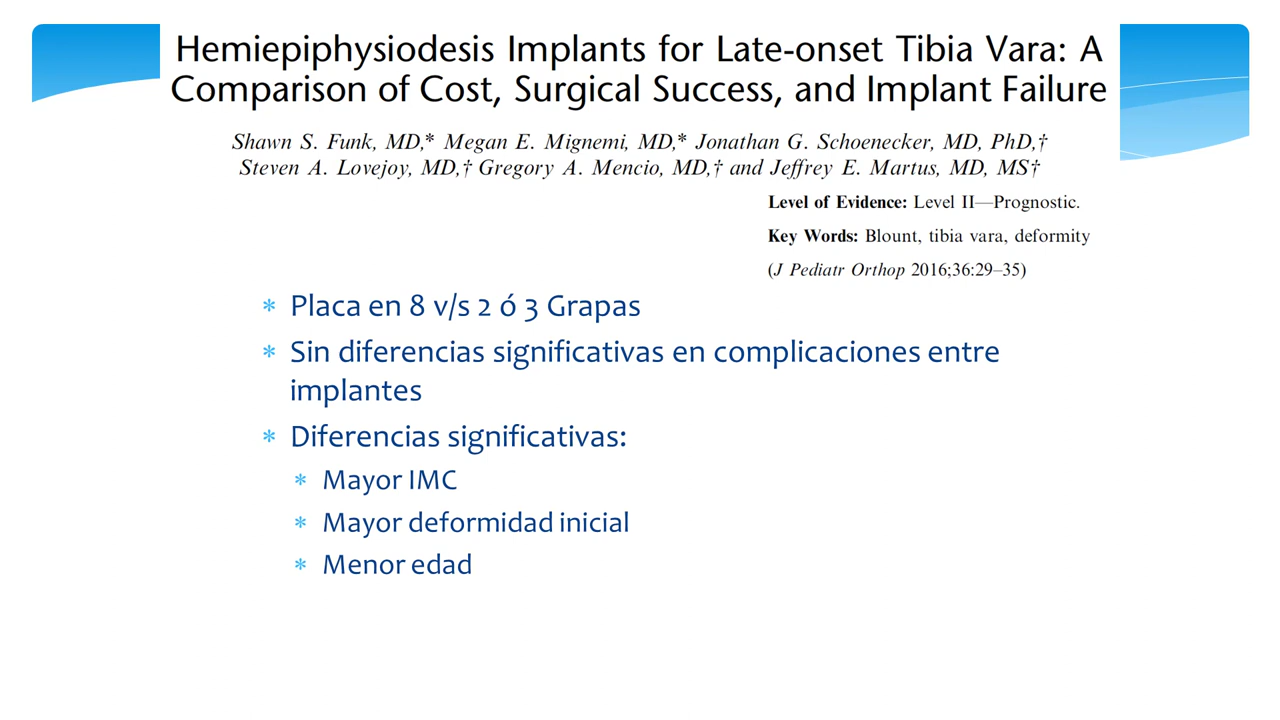 Hemiepiphysiodesis Implants for Late-onset Tibia Vara: A
Comparison of Cost, Surgical Success, and Implant Failure
Shawn S. Funk, MD,* Megan E. Mignemi, MD,* Jonathan G. Schoenecker, MD, PhD,†
Steven A. Lovejoy, MD,† Gregory A. Mencio, MD,† and Jeffrey E. Martus, MD, MS†
Level of Evidence: Level II—Prognostic.
Key Words: Blount, tibia vara, deformity
(J Pediatr Orthop 2016;36:29–35)
* Placa en 8 v/s 2 ó 3 Grapas
* Sin diferencias significativas en complicaciones entre
implantes
* Diferencias significativas:
* Mayor IMC
* Mayor deformidad inicial
* Menor edad